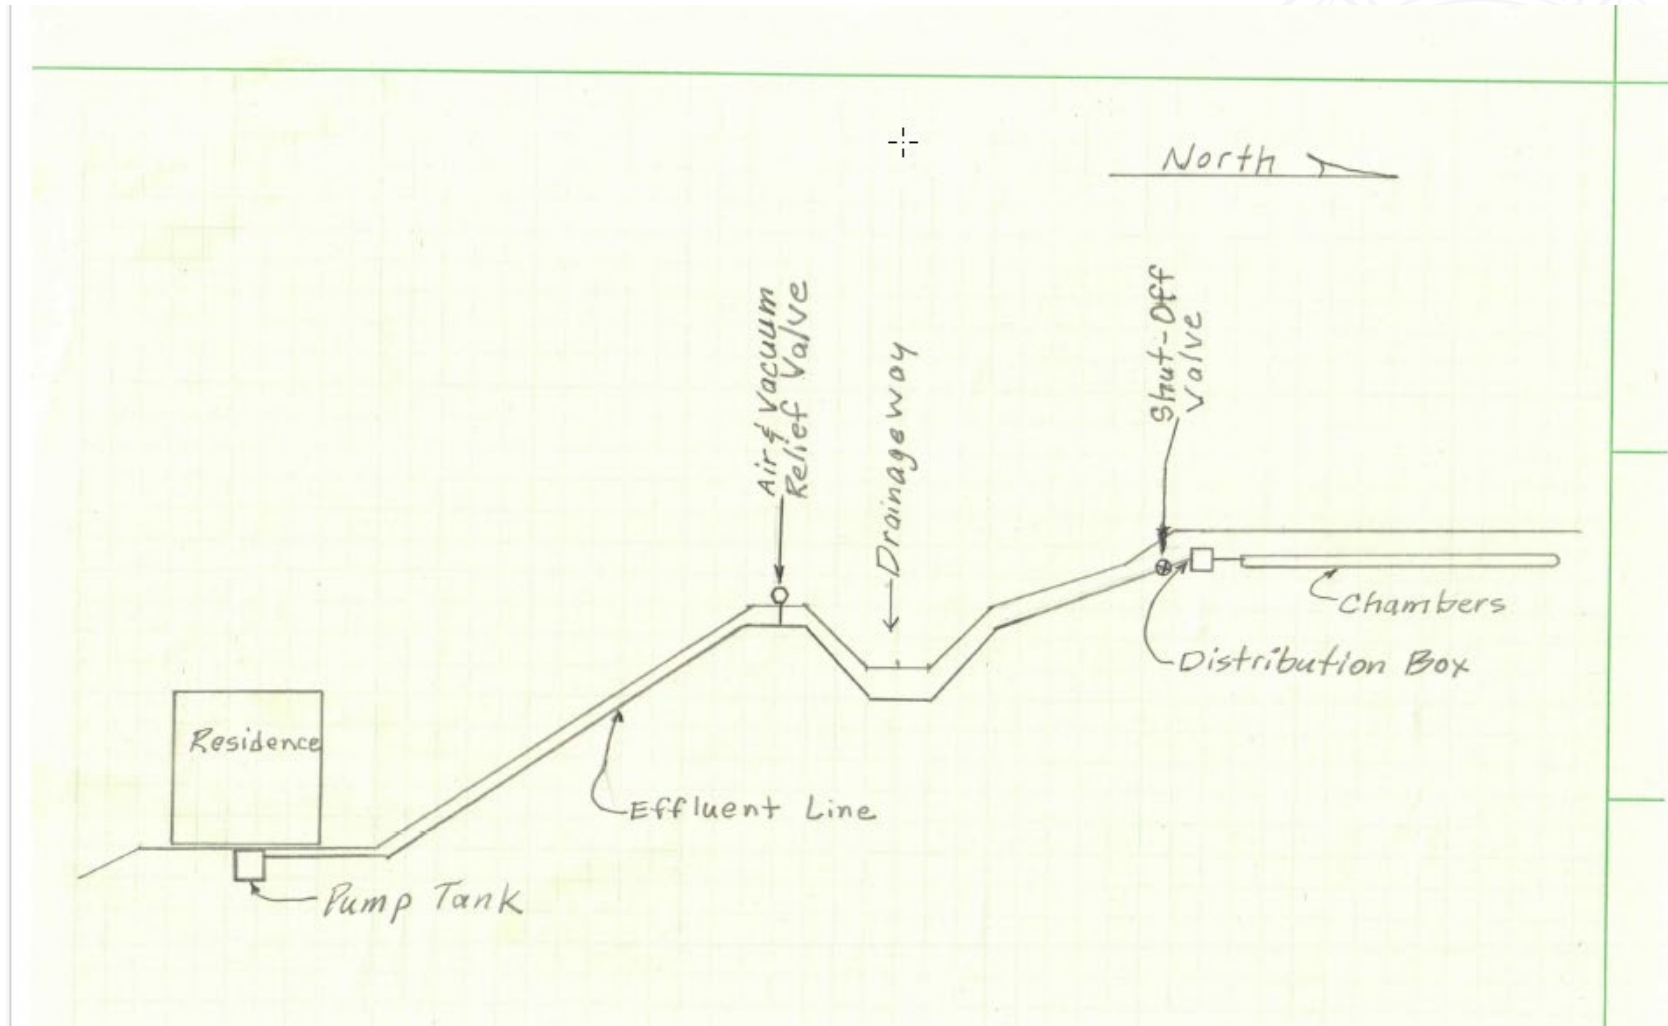 North
Air & Vacuum
Relief Valve
Drainageway
Shut-Off
Valve
Chambers
Distribution Box
Residence
Effluent Line
Pump Tank